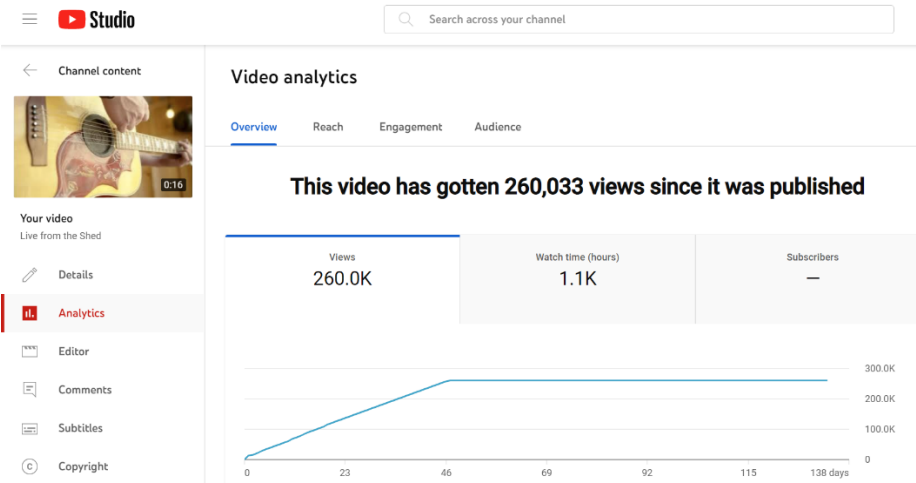 Studio
Search across your channel
Channel content
0:16
Your video
Live from the Shed
Details
Analytics
Editor
Comments
Subtitles
C Copyright
Video analytics
Overview Reach Engagement Audience
This video has gotten 260,033 views since it was published
Views
260.0K
Watch time (hours)
1.1K
Subscribers
—
300.0K
200.0K
100.0K
0
0 23 46 69 92 115 138 days